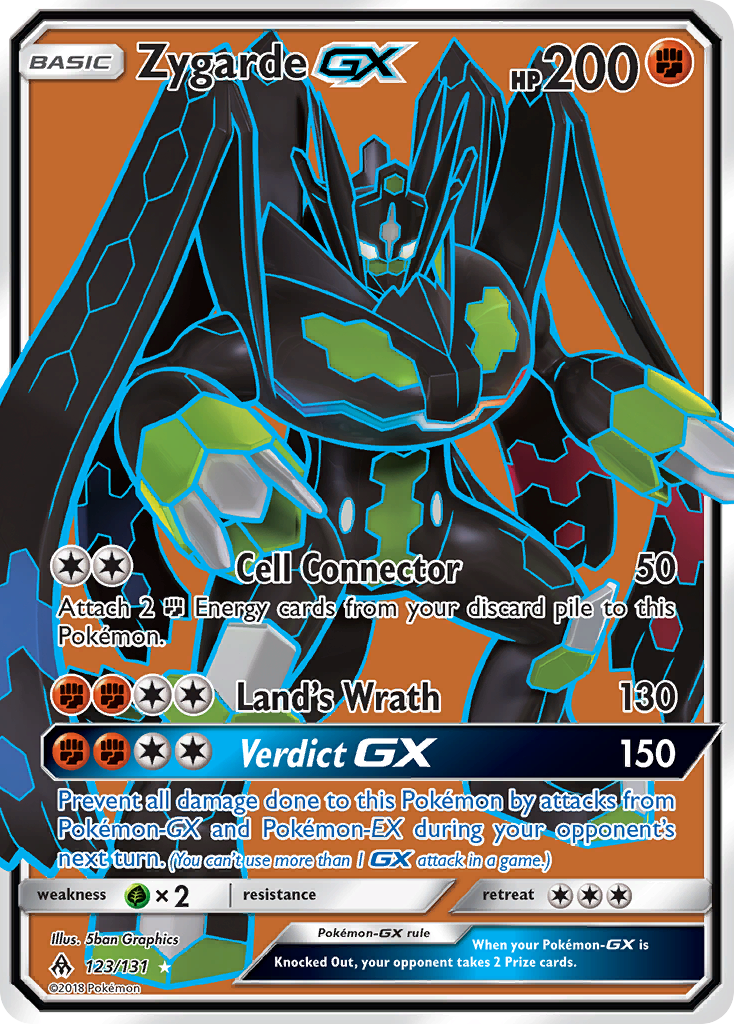 BASIC Zygarde GX HP200
Cell Connector 50
Attach 2 Energy cards from your discard pile to this
Pokémon.
Land's Wrath 130
Verdict GX 150
Prevent all damage done to this Pokémon by attacks from
Pokémon-GX and Pokémon-EX during your opponent's
next turn. (You can't use more than 1 GX attack in a game.)
weakness ×2 resistance retreat
Illus. 5ban Graphics
123/131
©2018 Pokémon
Pokémon-GX rule
When your Pokémon-GX is
Knocked Out, your opponent takes 2 Prize cards.